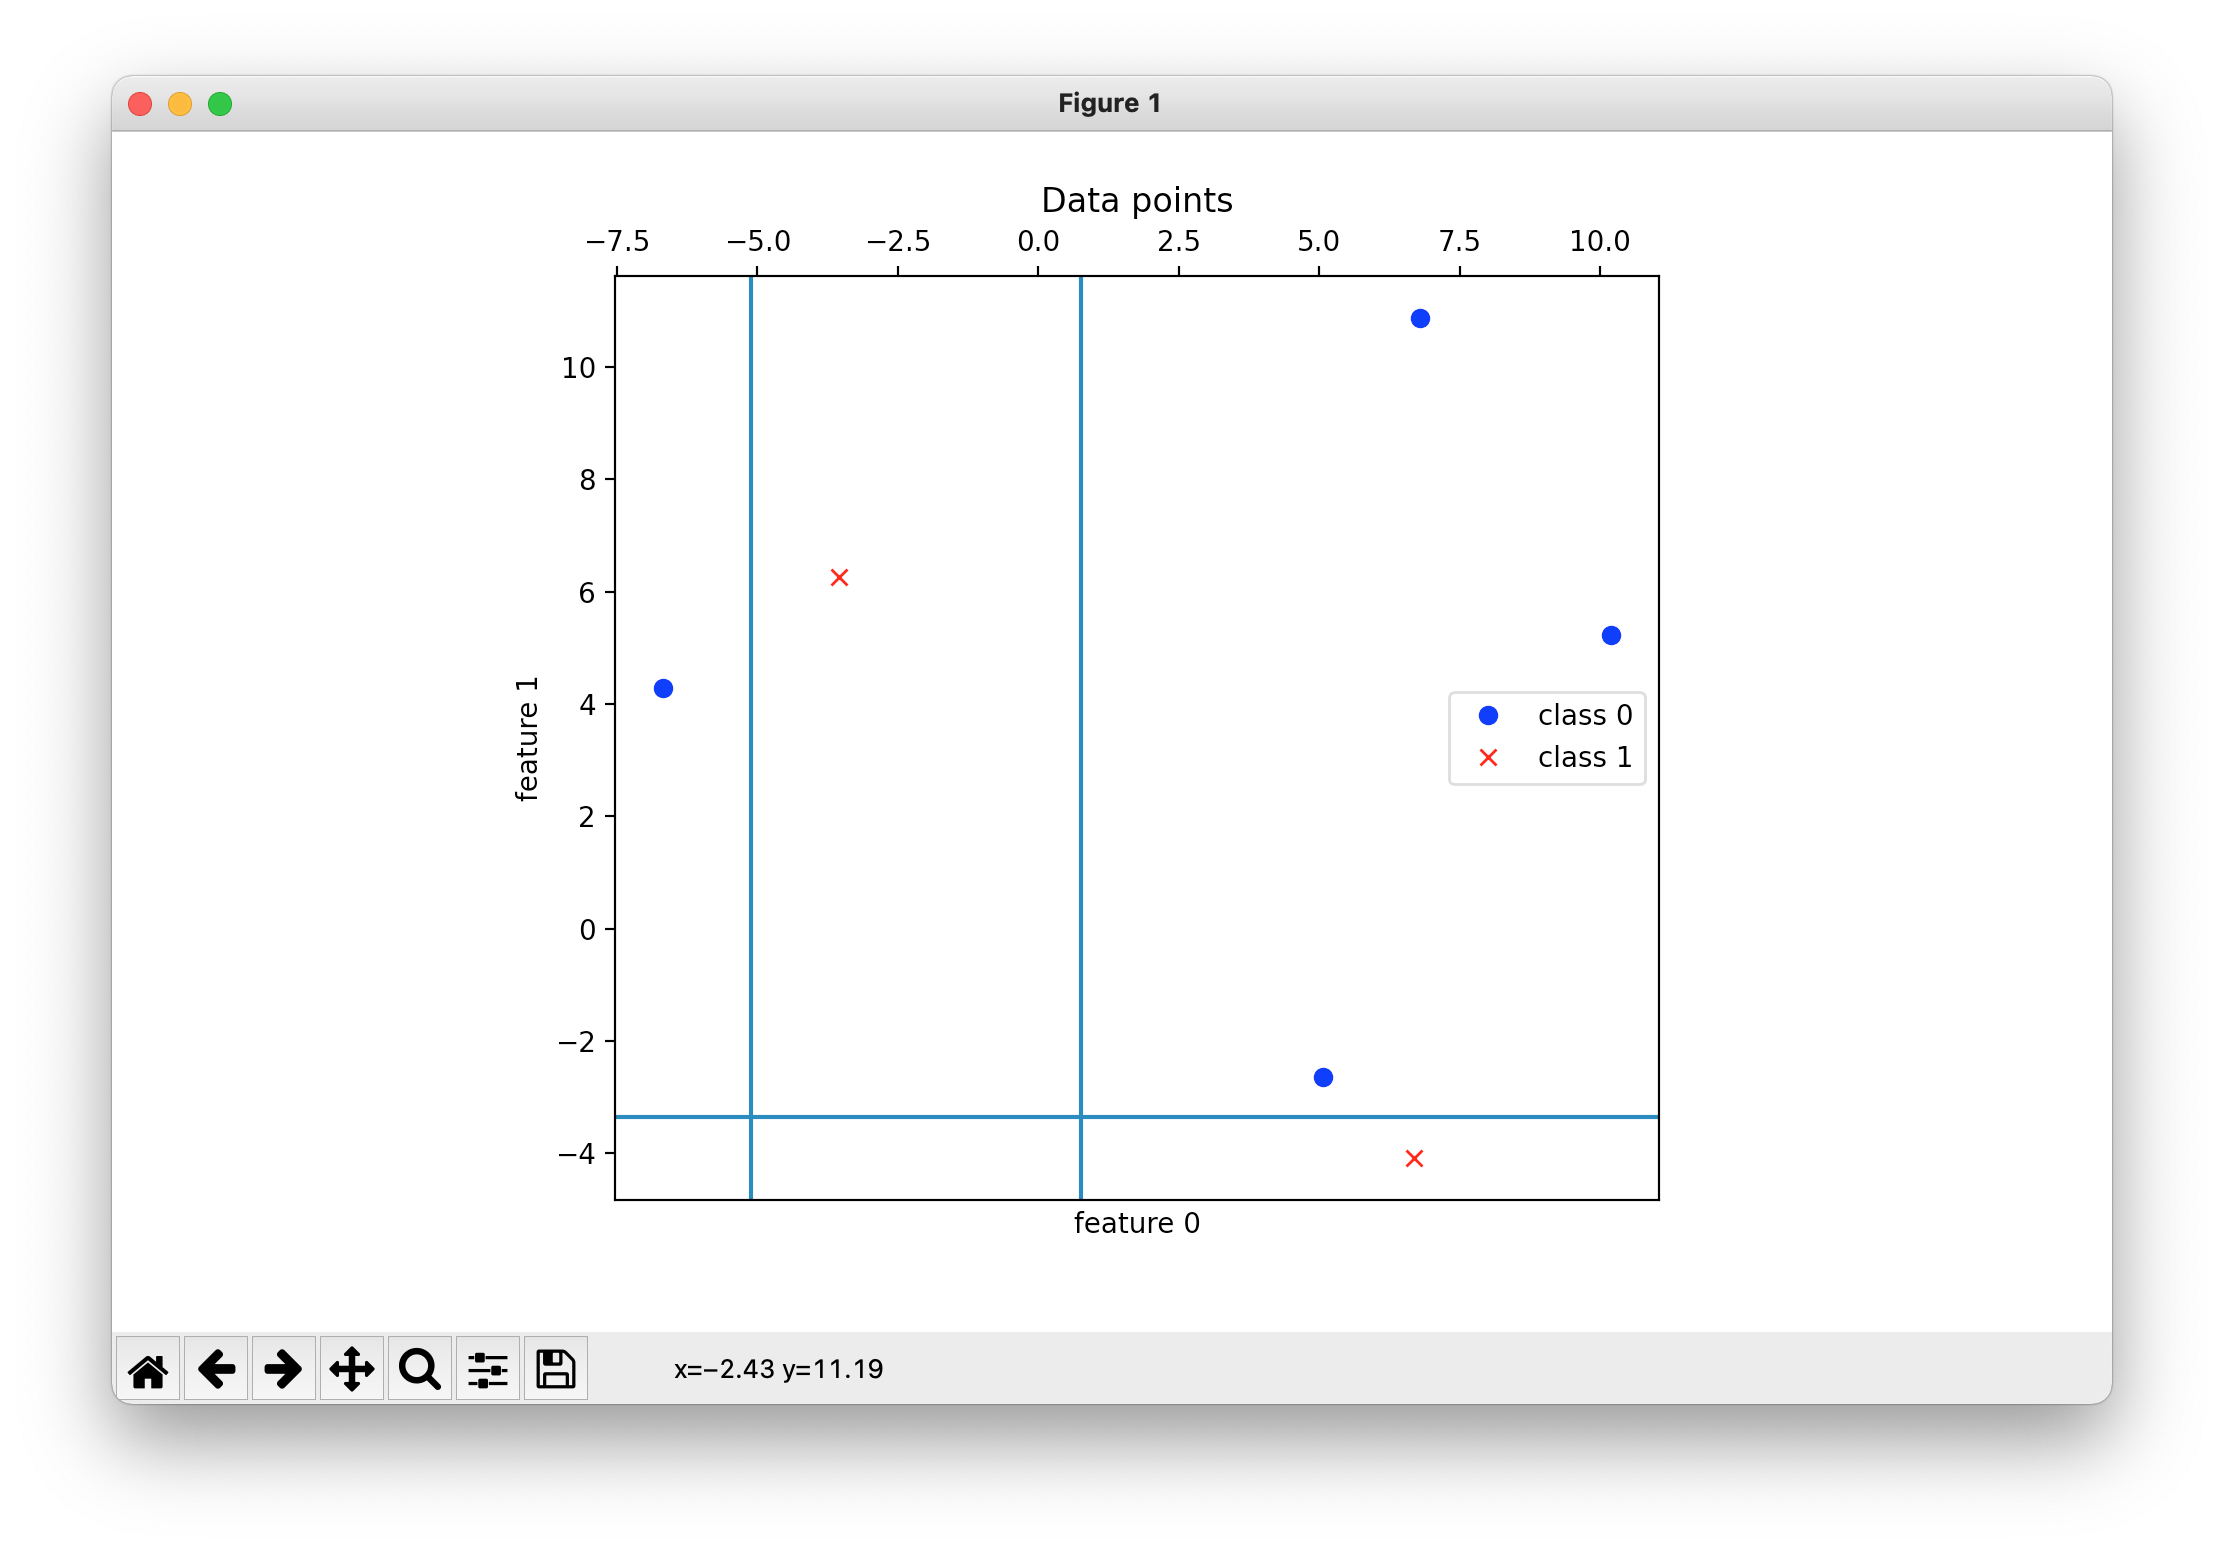 Figure 1
Data points
−7.5 −5.0 −2.5 0.0 2.5 5.0 7.5 10.0
10
8
6
4
2
0
−2
−4
feature 1
class 0
class 1
feature 0
x=−2.43 y=11.19